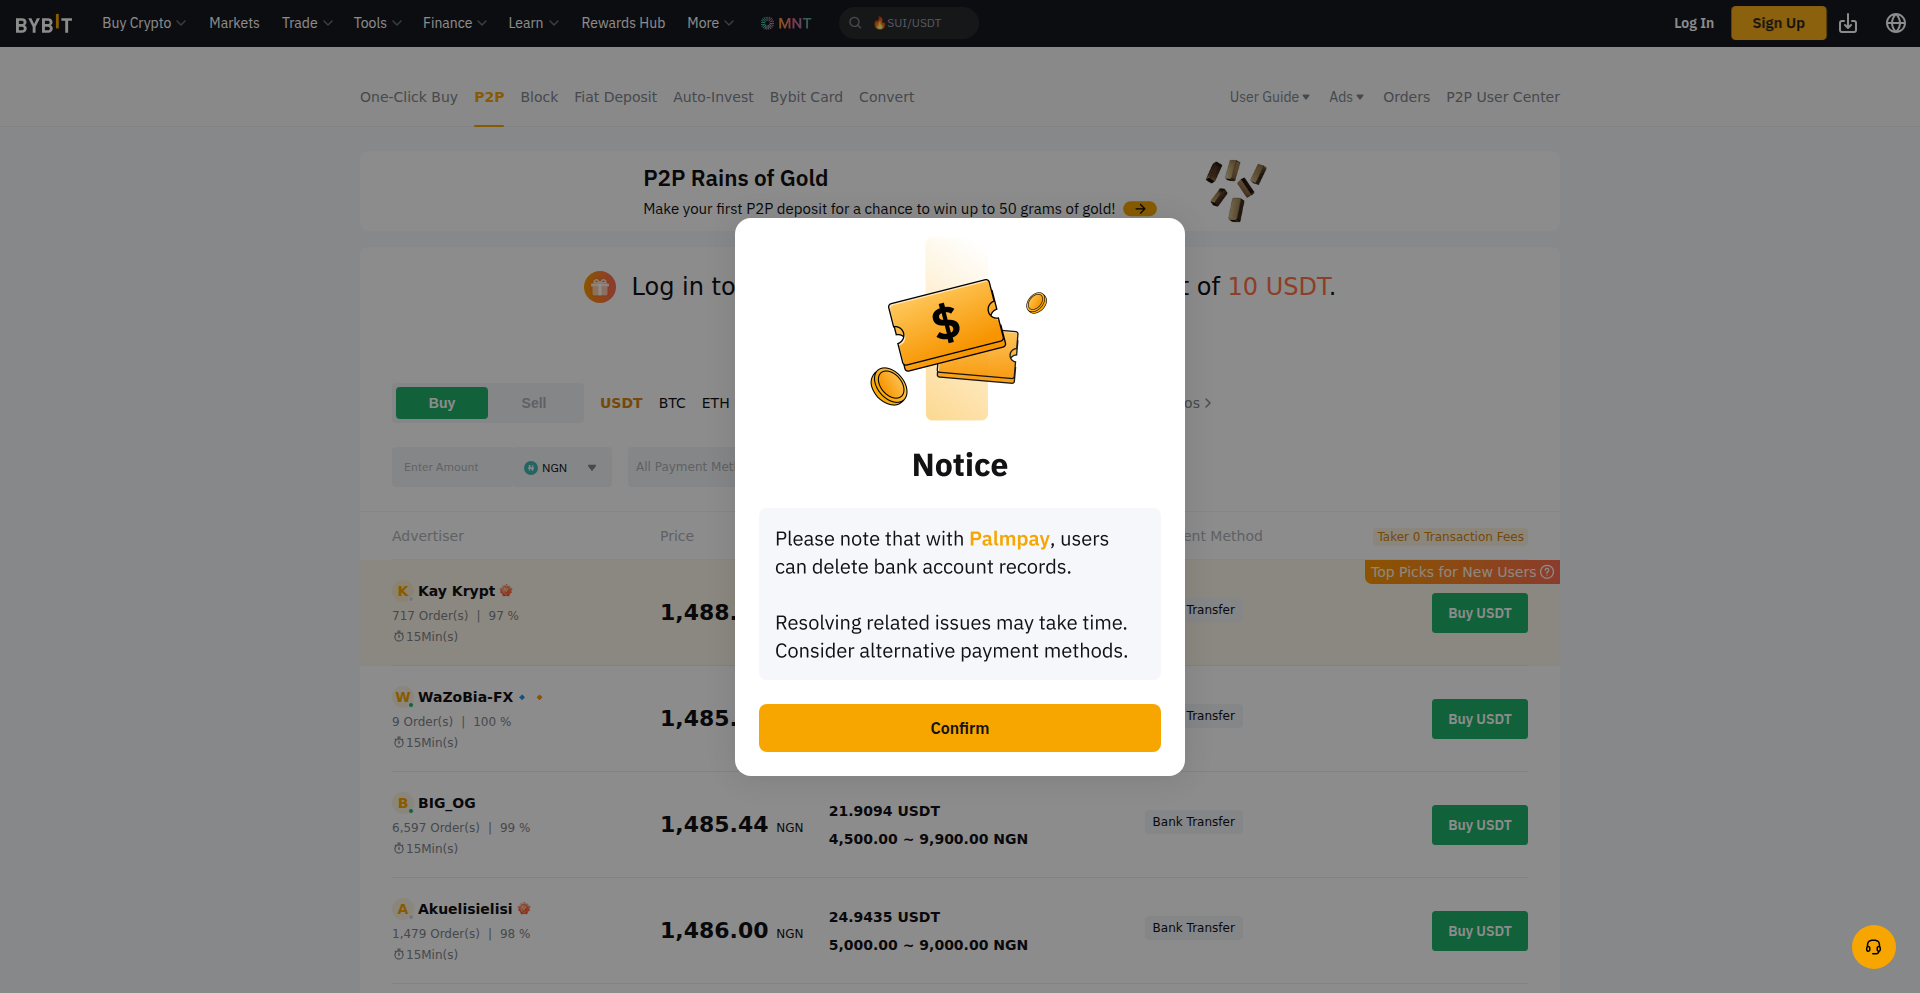 BYBIT Buy Crypto Markets Trade Tools Finance Learn Rewards Hub More MNT 🔥SUI/USDT Log In Sign Up
One-Click Buy P2P Block Fiat Deposit Auto-Invest Bybit Card Convert User Guide Ads Orders P2P User Center
P2P Rains of Gold
Make your first P2P deposit for a chance to win up to 50 grams of gold!
Log in to
of 10 USDT.
$
Buy Sell USDT BTC ETH
Enter Amount NGN
Notice
Please note that with Palmpay, users
can delete bank account records.
Resolving related issues may take time.
Consider alternative payment methods.
Confirm
Advertiser Price Method Taker 0 Transaction Fees
Top Picks for New Users
K Kay Krypt
717 Order(s) | 97 %
15Min(s)
1,488.
Transfer
Buy USDT
W WaZoBia-FX
9 Order(s) | 100 %
15Min(s)
1,485.
Transfer
Buy USDT
B BIG_OG
6,597 Order(s) | 99 %
15Min(s)
1,485.44 NGN
21.9094 USDT
4,500.00 ~ 9,900.00 NGN
Bank Transfer
Buy USDT
A Akuelisielisi
1,479 Order(s) | 98 %
15Min(s)
1,486.00 NGN
24.9435 USDT
5,000.00 ~ 9,000.00 NGN
Bank Transfer
Buy USDT